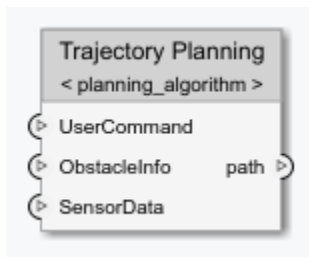 Trajectory Planning
< planning_algorithm >
UserCommand
ObstacleInfo path
SensorData